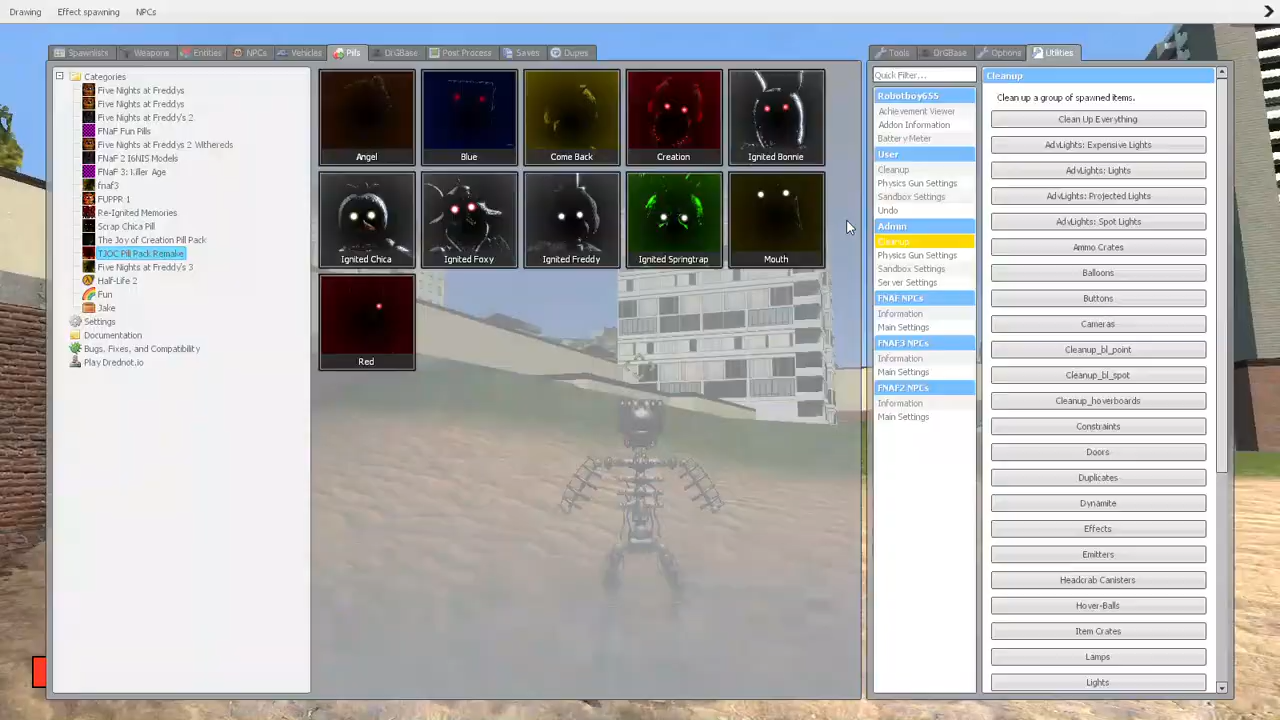 Drawing Effect spawning NPCs
Spawnlists Weapons Entities NPCs Vehicles Pills DrGBase Post Process Saves Dupes
Tools DrGBase Options Utilities
Categories
Five Nights at Freddys
Five Nights at Freddys
Five Nights at Freddy's 2
FNaF Fun Pills
Five Nights at Freddys 2 Withereds
FNaF 2 I6NIS Models
FNaF 3: Killer Age
fnaf3
FUPPR 1
Re-Ignited Memories
Scrap Chica Pill
The Joy of Creation Pill Pack
TJOC Pill Pack Remake
Five Nights at Freddy's 3
Half-Life 2
Fun
Jake
Settings
Documentation
Bugs, Fixes, and Compatibility
Play Drednot.io
Angel
Blue
Come Back
Creation
Ignited Bonnie
Ignited Chica
Ignited Foxy
Ignited Freddy
Ignited Springtrap
Mouth
Red
Quick Filter...
Robotboy655
Achievement Viewer
Addon Information
Battery Meter
User
Cleanup
Physics Gun Settings
Sandbox Settings
Undo
Admin
Cleanup
Physics Gun Settings
Sandbox Settings
Server Settings
FNAF NPCs
Information
Main Settings
FNAF3 NPCs
Information
Main Settings
FNAF2 NPCs
Information
Main Settings
Cleanup
Clean up a group of spawned items.
Clean Up Everything
AdvLights: Expensive Lights
AdvLights: Lights
AdvLights: Projected Lights
AdvLights: Spot Lights
Ammo Crates
Balloons
Buttons
Cameras
Cleanup_bl_point
Cleanup_bl_spot
Cleanup_hoverboards
Constraints
Doors
Duplicates
Dynamite
Effects
Emitters
Headcrab Canisters
Hover-Balls
Item Crates
Lamps
Lights